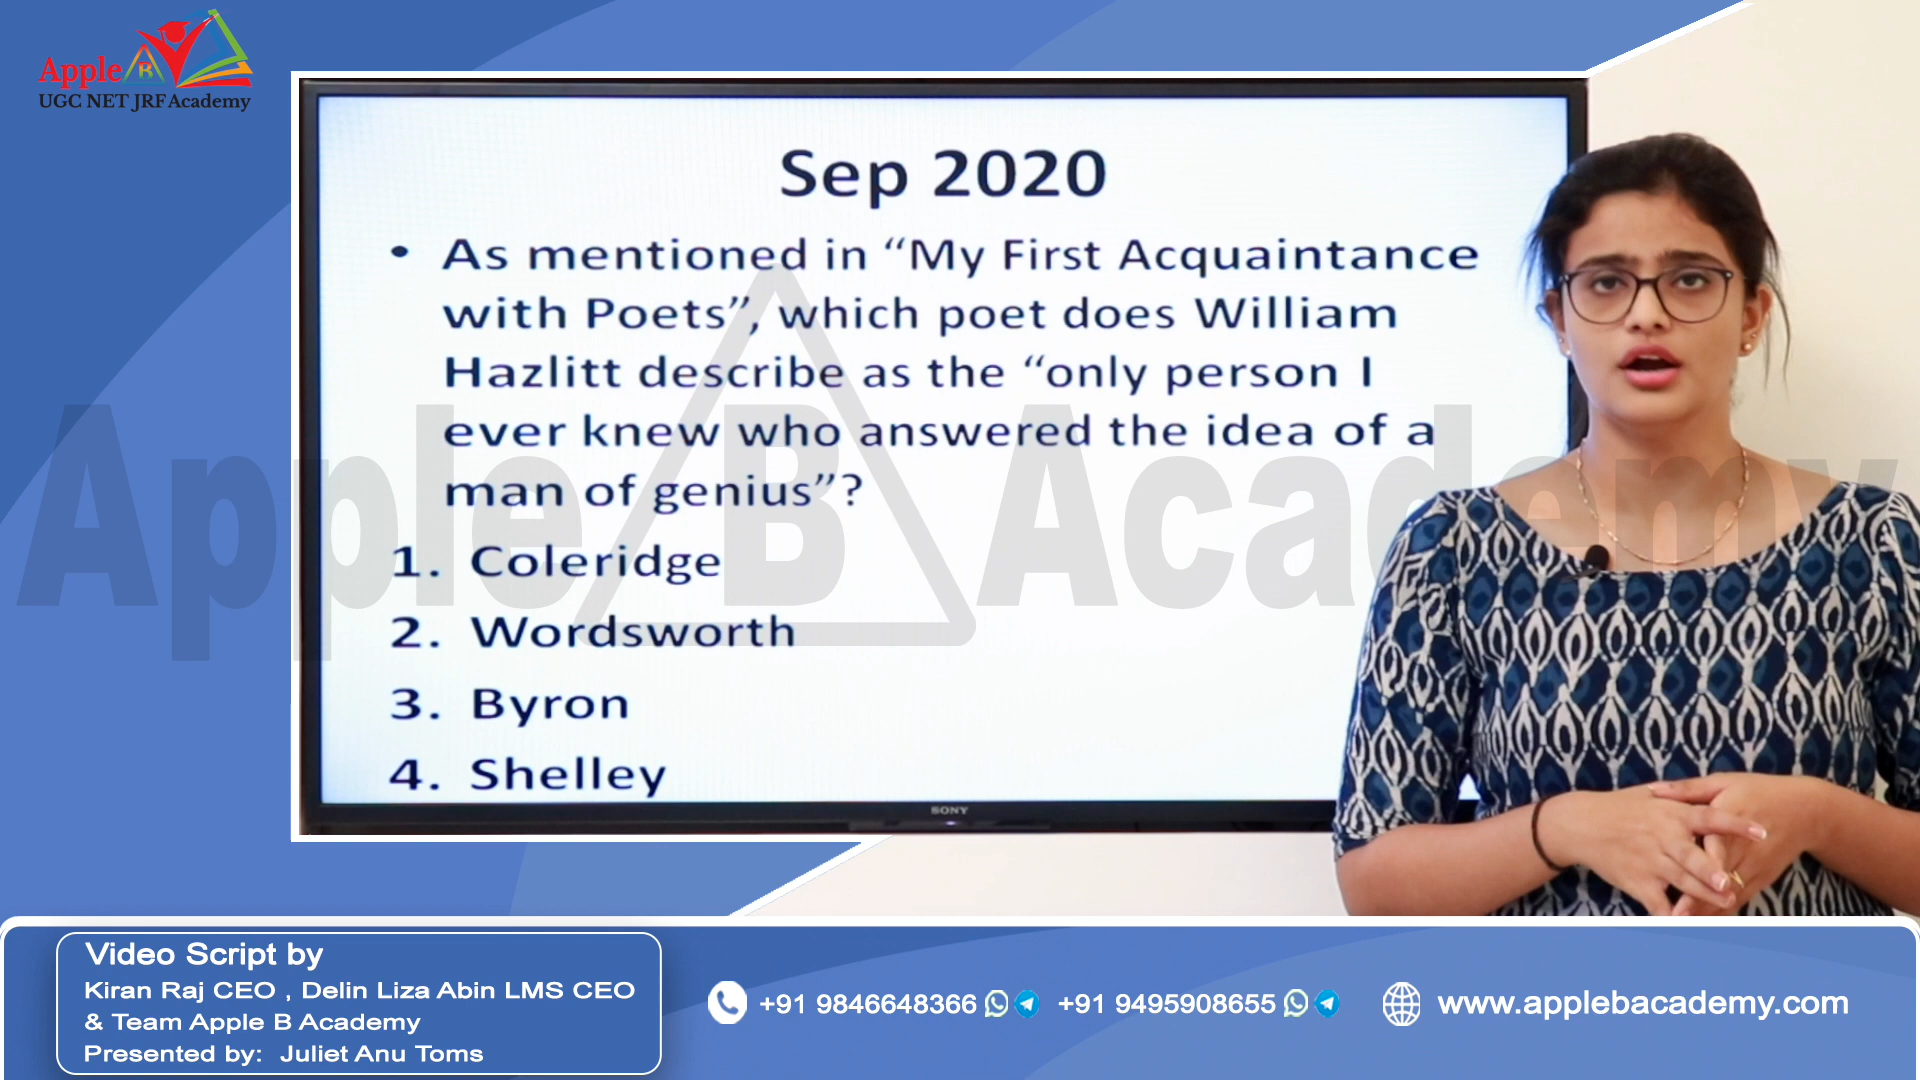 Apple B
UGC NET JRF Academy
Sep 2020
• As mentioned in “My First Acquaintance
with Poets”, which poet does William
Hazlitt describe as the “only person I
ever knew who answered the idea of a
man of genius”?
1. Coleridge
2. Wordsworth
3. Byron
4. Shelley
Apple B Academy
SONY
Video Script by
Kiran Raj CEO , Delin Liza Abin LMS CEO
& Team Apple B Academy
Presented by: Juliet Anu Toms
+91 9846648366 +91 9495908655 www.applebacademy.com